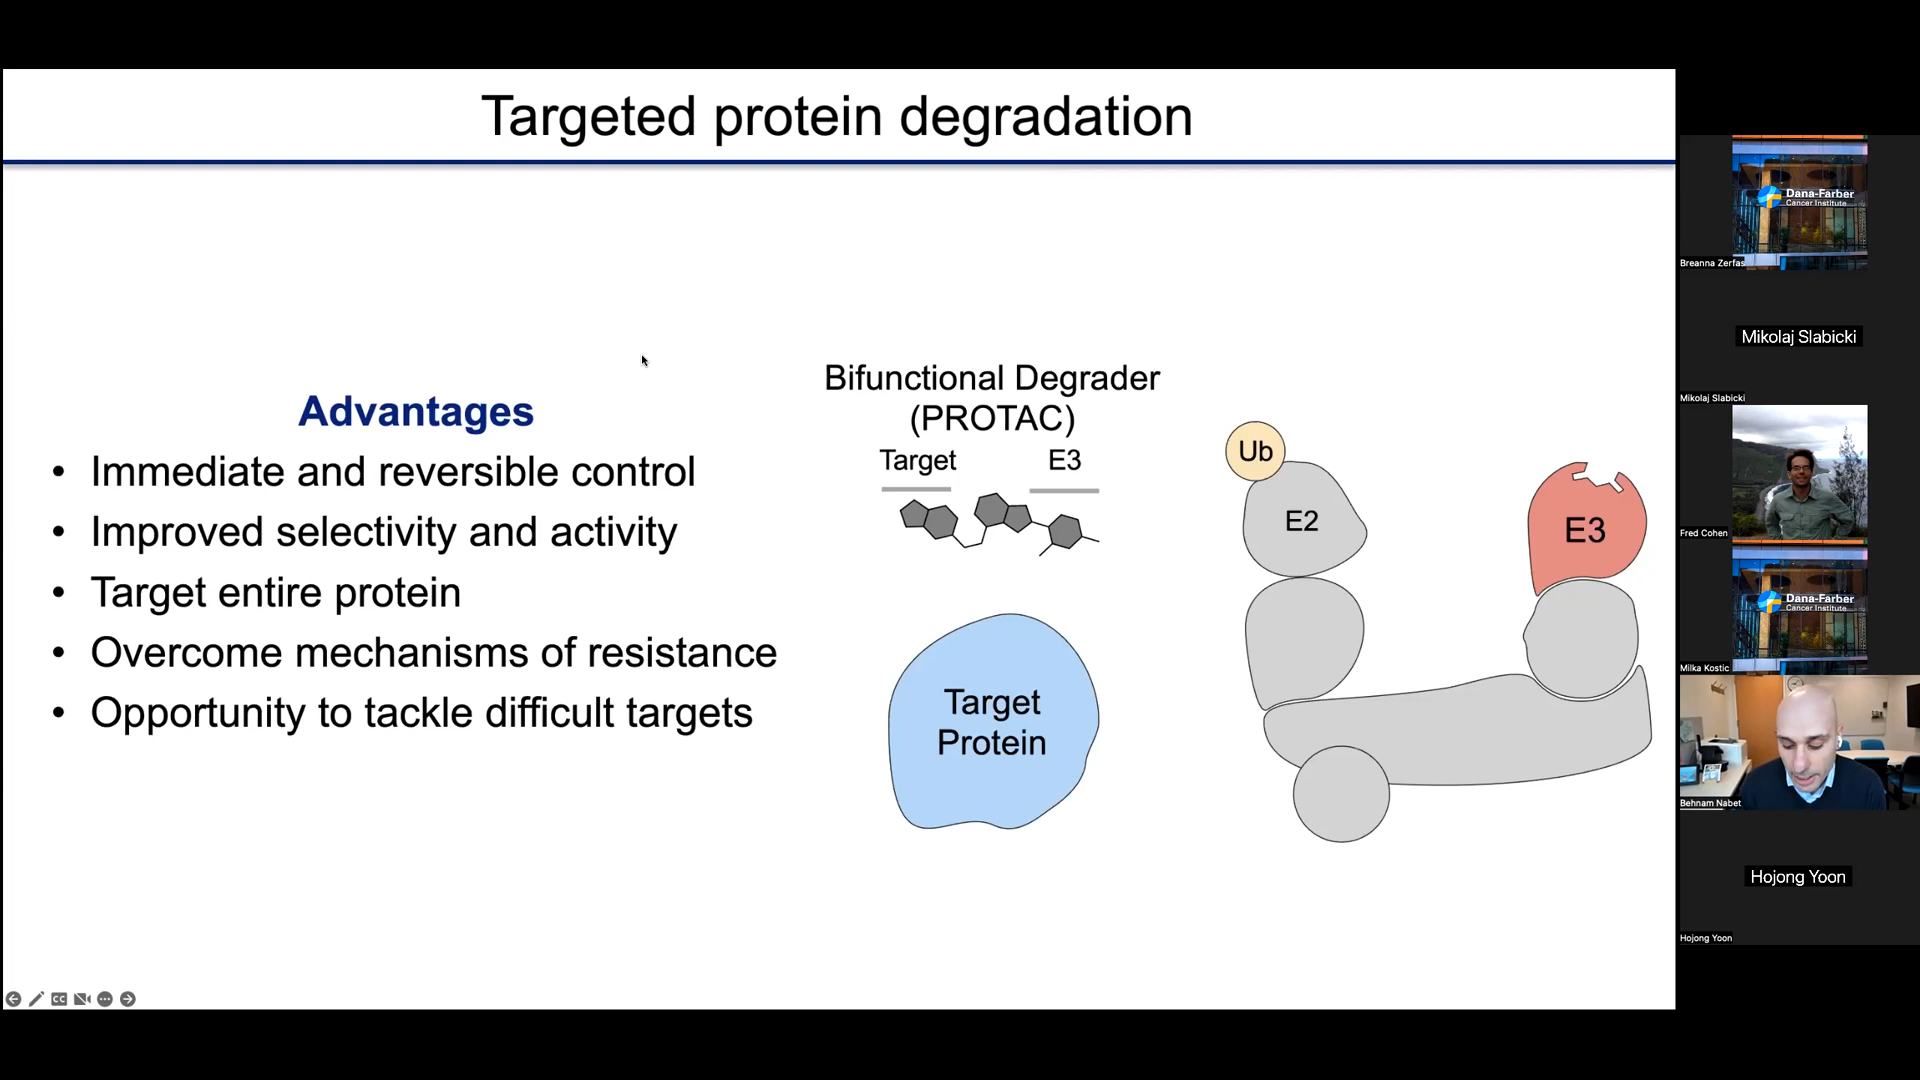 Targeted protein degradation
Advantages
• Immediate and reversible control
• Improved selectivity and activity
• Target entire protein
• Overcome mechanisms of resistance
• Opportunity to tackle difficult targets
Bifunctional Degrader
(PROTAC)
Target E3
Target
Protein
Ub
E2
E3
CC
Dana-Farber
Cancer Institute
Breanna Zerfas
Mikolaj Slabicki
Mikolaj Slabicki
Fred Cohen
Dana-Farber
Cancer Institute
Milka Kostic
Behnam Nabet
Hojong Yoon
Hojong Yoon